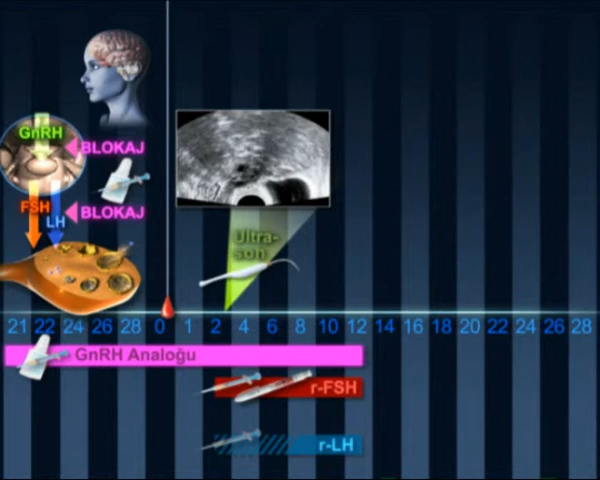 GnRH
BLOKAJ
FSH
LH
BLOKAJ
Ultra-
son
21 22 24 26 28 0 1 2 4 6 8 10 12 14 16 18 20 22 24 26 28
GnRH Analoğu
r-FSH
r-LH